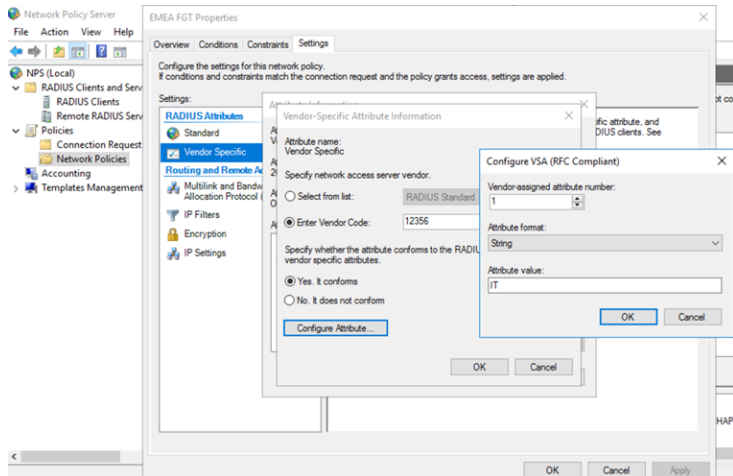 Network Policy Server
File Action View Help
NPS (Local)
RADIUS Clients and Serv
RADIUS Clients
Remote RADIUS Serv
Policies
Connection Request
Network Policies
Accounting
Templates Management
EMEA FGT Properties
Overview Conditions Constraints Settings
Configure the settings for this network policy.
If conditions and constraints match the connection request and the policy grants access, settings are applied.
Settings:
RADIUS Attributes
Standard
Vendor Specific
Routing and Remote A
Multilink and Bandw
Allocation Protocol (
IP Filters
Encryption
IP Settings
ific attribute, and
DIUS clients. See
Vendor-Specific Attribute Information
Attribute name:
Vendor Specific
Specify network access server vendor.
Select from list:
RADIUS Standard
Enter Vendor Code:
12356
Specify whether the attribute conforms to the RADIU
vendor specific attributes.
Yes. It conforms
No. It does not conform
Configure Attribute...
OK Cancel
Configure VSA (RFC Compliant)
Vendor-assigned attribute number:
1
Attribute format:
String
Attribute value:
IT
OK Cancel
OK Cancel Apply
HAP